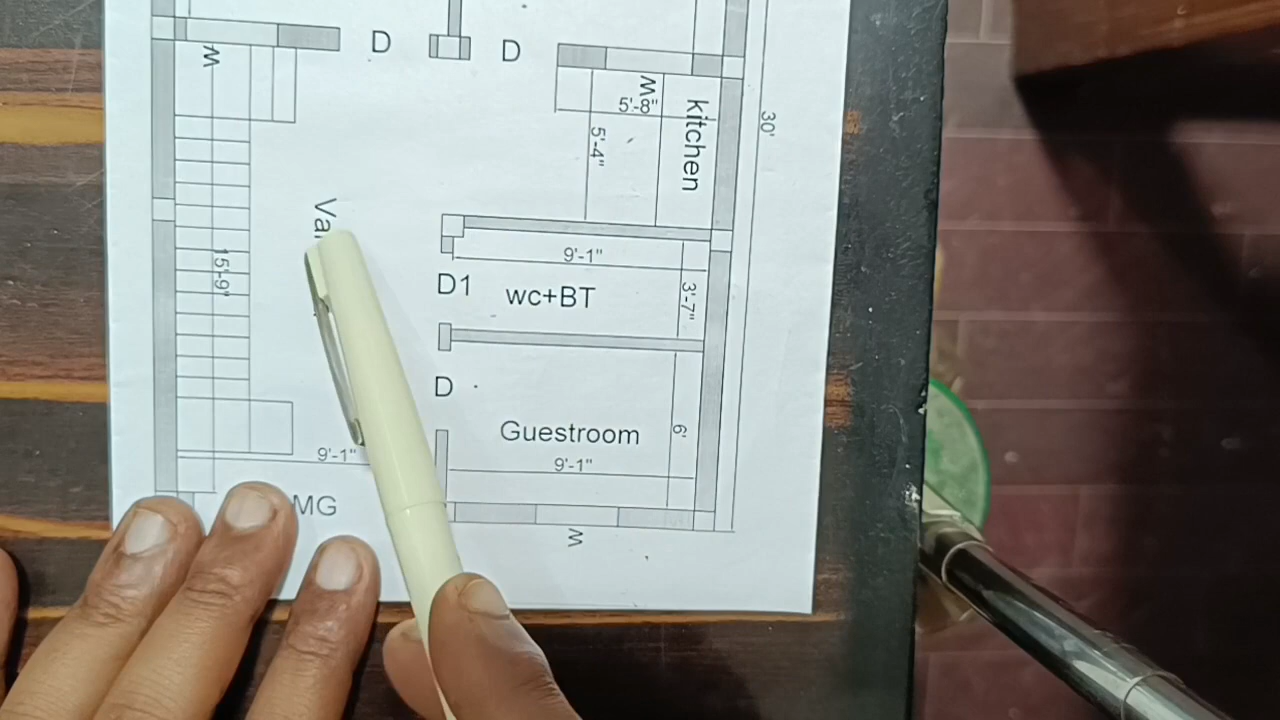 D
D
W
W
5'-8"
kitchen
30'
5'-4"
9'-1"
15'-9"
D1
wc+BT
3'-7"
D
Guestroom
6'
9'-1"
9'-1"
MG
W